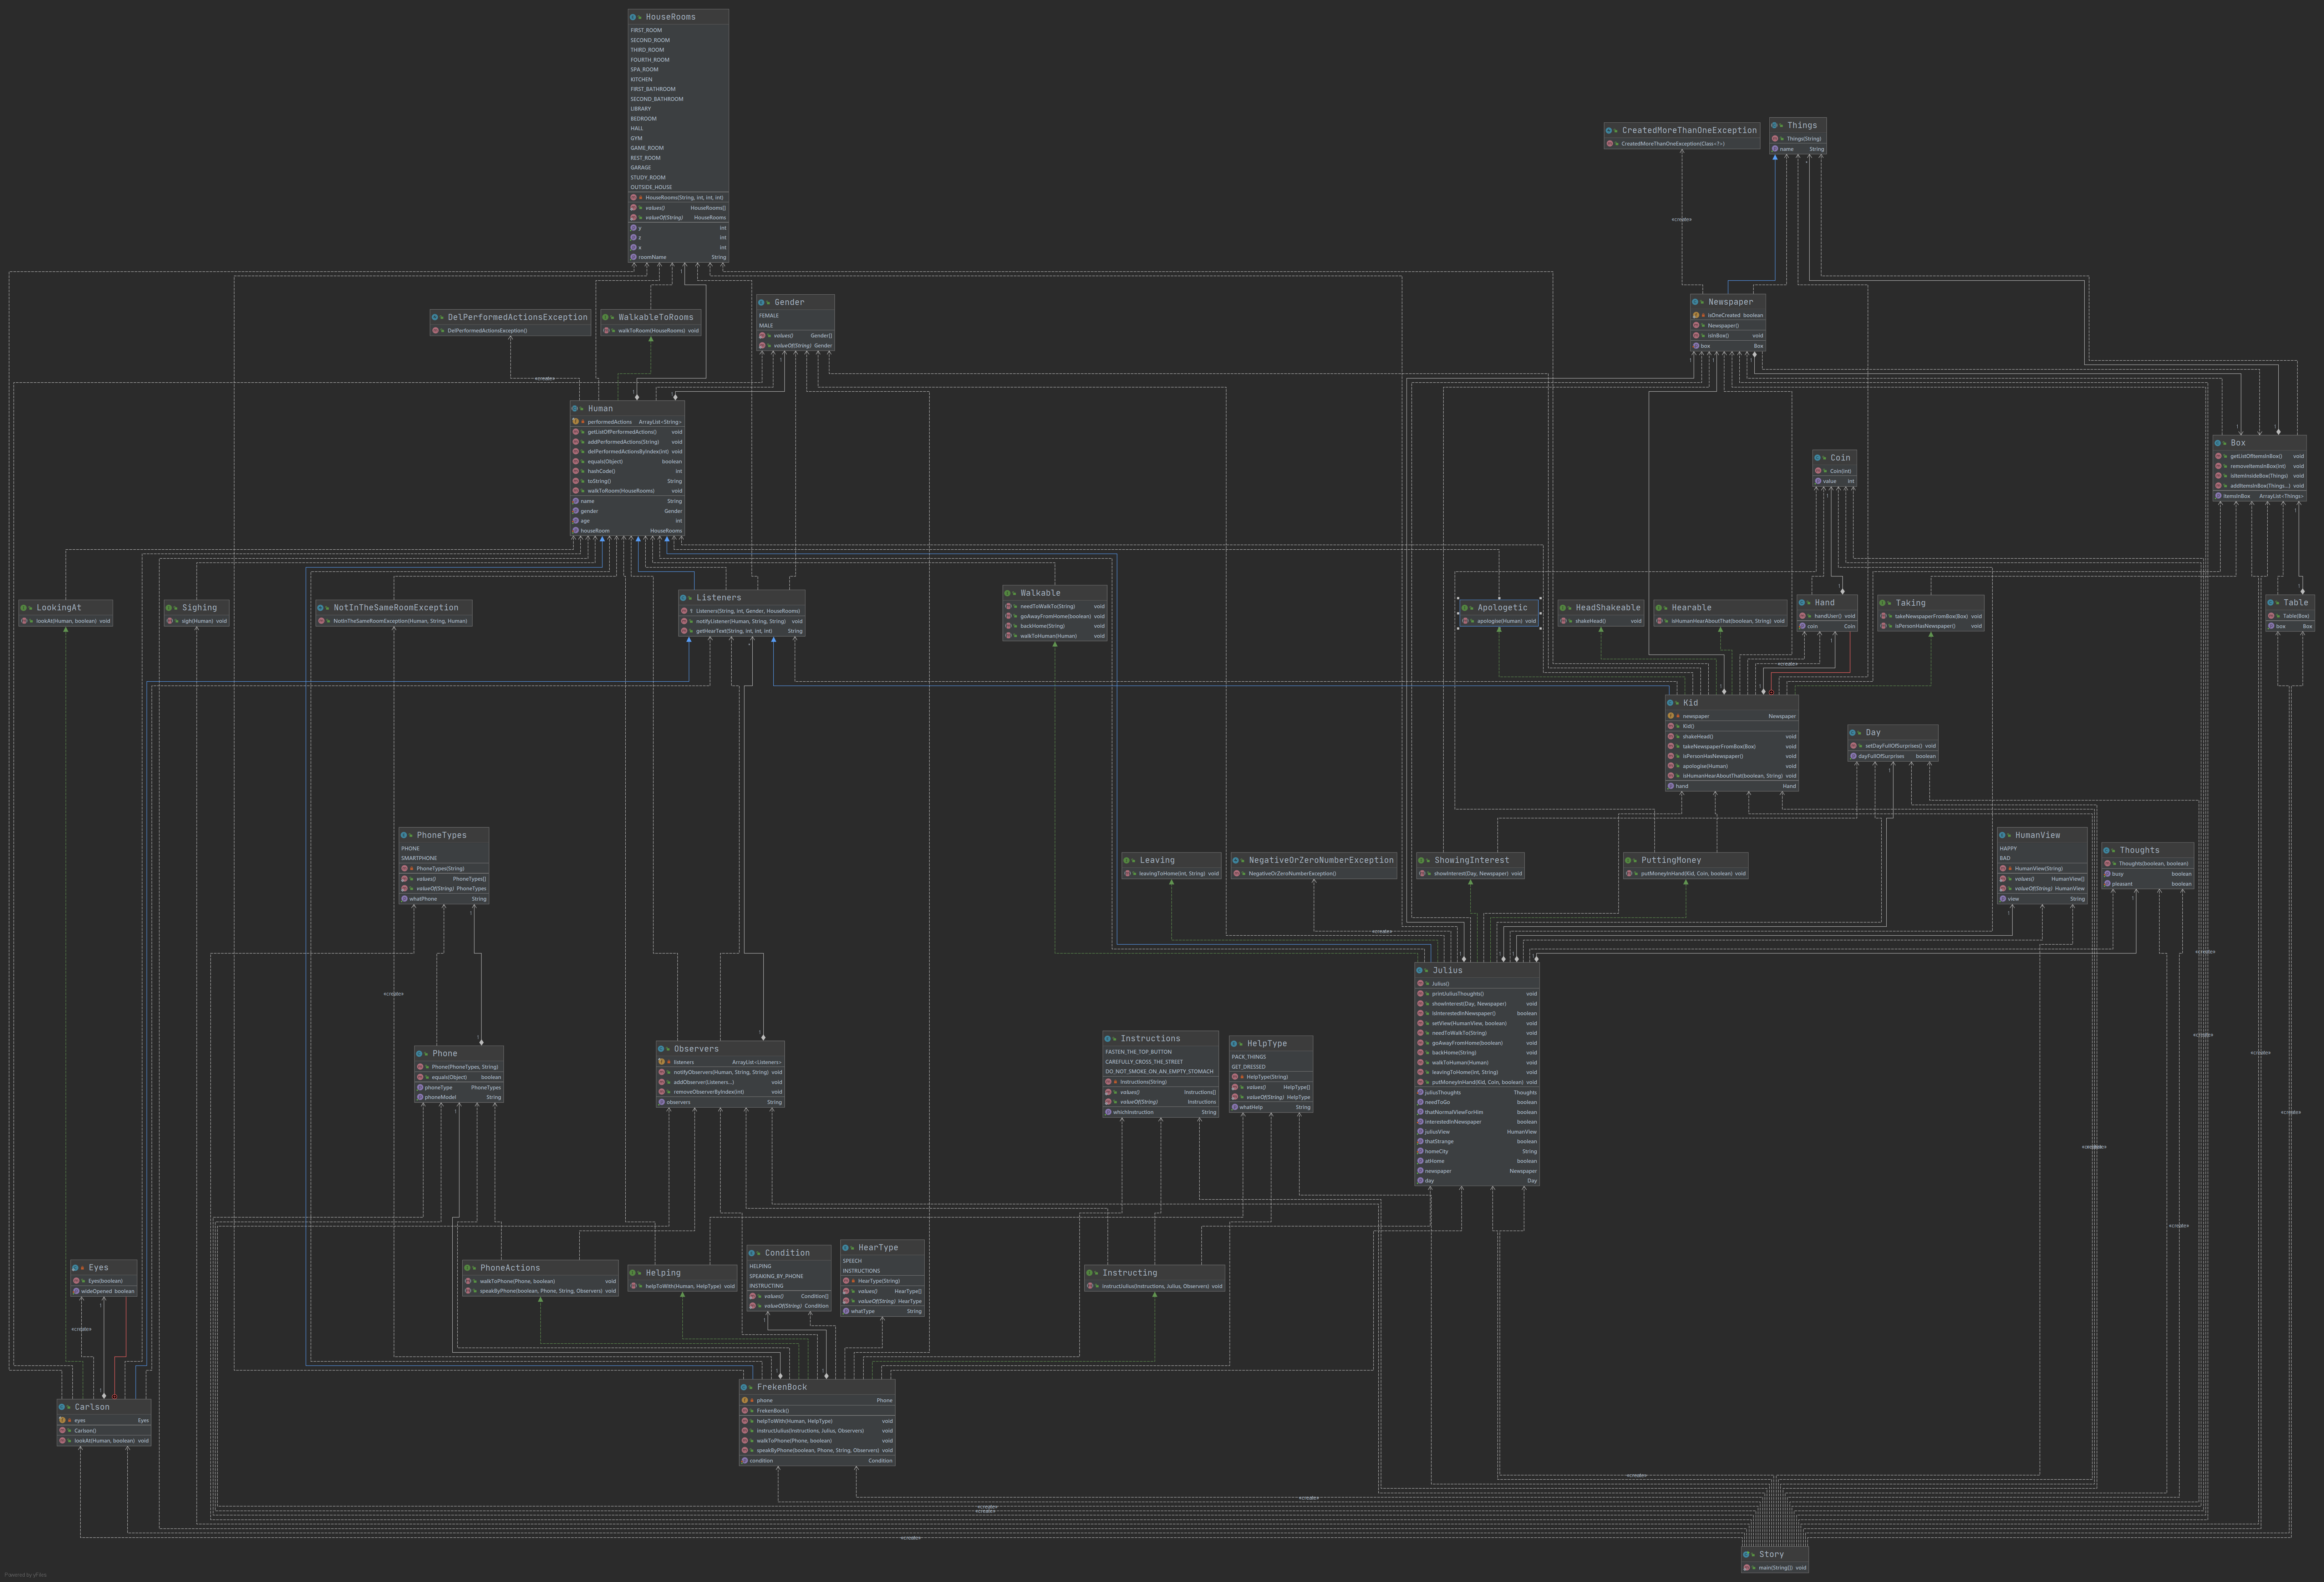 HouseRooms
FIRST_ROOM
SECOND_ROOM
THIRD_ROOM
FOURTH_ROOM
SPA_ROOM
KITCHEN
FIRST_BATHROOM
SECOND_BATHROOM
LIBRARY
BEDROOM
HALL
GYM
GAME_ROOM
REST_ROOM
GARAGE
STUDY_ROOM
OUTSIDE_HOUSE
HouseRooms(String, int, int, int)
values() HouseRooms[]
valueOf(String) HouseRooms
y int
z int
x int
roomName String
CreatedMoreThanOneException
CreatedMoreThanOneException(Class<?>)
Things
Things(String)
name String
«create»
DelPerformedActionsException
DelPerformedActionsException()
WalkableToRooms
walkToRoom(HouseRooms) void
Gender
FEMALE
MALE
values() Gender[]
valueOf(String) Gender
Newspaper
isOneCreated boolean
Newspaper()
isInBox() void
box Box
«create»
Human
performedActions ArrayList<String>
getListOfPerformedActions() void
addPerformedActions(String) void
delPerformedActionsByIndex(int) void
equals(Object) boolean
hashCode() int
toString() String
walkToRoom(HouseRooms) void
name String
gender Gender
age int
houseRoom HouseRooms
Coin
Coin(int)
value int
Box
getListOfItemsInBox() void
removeItemsInBox(int) void
isItemInsideBox(Things) void
addItemsInBox(Things...) void
itemsInBox ArrayList<Things>
LookingAt
lookAt(Human, boolean) void
Sighing
sigh(Human) void
NotInTheSameRoomException
NotInTheSameRoomException(Human, String, Human)
Listeners
Listeners(String, int, Gender, HouseRooms)
notifyListener(Human, String, String) void
getHearText(String, int, int, int) String
Walkable
needToWalkTo(String) void
goAwayFromHome(boolean) void
backHome(String) void
walkToHuman(Human) void
Apologetic
apologise(Human) void
HeadShakeable
shakeHead() void
Hearable
isHumanHearAboutThat(boolean, String) void
Hand
handUser() void
coin Coin
Taking
takeNewspaperFromBox(Box) void
isPersonHasNewspaper() void
Table
Table(Box)
box Box
«create»
Kid
newspaper Newspaper
Kid()
shakeHead() void
takeNewspaperFromBox(Box) void
isPersonHasNewspaper() void
apologise(Human) void
isHumanHearAboutThat(boolean, String) void
hand Hand
Day
setDayFullOfSurprises() void
dayFullOfSurprises boolean
PhoneTypes
PHONE
SMARTPHONE
PhoneTypes(String)
values() PhoneTypes[]
valueOf(String) PhoneTypes
whatPhone String
Leaving
leavingToHome(int, String) void
NegativeOrZeroNumberException
NegativeOrZeroNumberException()
ShowingInterest
showInterest(Day, Newspaper) void
PuttingMoney
putMoneyInHand(Kid, Coin, boolean) void
HumanView
HAPPY
BAD
HumanView(String)
values() HumanView[]
valueOf(String) HumanView
view String
Thoughts
Thoughts(boolean, boolean)
busy boolean
pleasant boolean
«create»
«create»
«create»
Julius
Julius()
printJuliusThoughts() void
showInterest(Day, Newspaper) void
isInterestedInNewspaper() boolean
setView(HumanView, boolean) void
needToWalkTo(String) void
goAwayFromHome(boolean) void
backHome(String) void
walkToHuman(Human) void
leavingToHome(int, String) void
putMoneyInHand(Kid, Coin, boolean) void
juliusThoughts Thoughts
needToGo boolean
thatNormalViewForHim boolean
interestedInNewspaper boolean
juliusView HumanView
thatStrange boolean
homeCity String
atHome boolean
newspaper Newspaper
day Day
Phone
Phone(PhoneTypes, String)
equals(Object) boolean
phoneType PhoneTypes
phoneModel String
Observers
listeners ArrayList<Listeners>
notifyObservers(Human, String, String) void
addObserver(Listeners...) void
removeObserverByIndex(int) void
observers String
Instructions
FASTEN_THE_TOP_BUTTON
CAREFULLY_CROSS_THE_STREET
DO_NOT_SMOKE_ON_AN_EMPTY_STOMACH
Instructions(String)
values() Instructions[]
valueOf(String) Instructions
whichInstruction String
HelpType
PACK_THINGS
GET_DRESSED
HelpType(String)
values() HelpType[]
valueOf(String) HelpType
whatHelp String
«create»
«create»
«create»
«create»
Eyes
Eyes(boolean)
wideOpened boolean
PhoneActions
walkToPhone(Phone, boolean) void
speakByPhone(boolean, Phone, String, Observers) void
Helping
helpToWith(Human, HelpType) void
Condition
HELPING
SPEAKING_BY_PHONE
INSTRUCTING
values() Condition[]
valueOf(String) Condition
HearType
SPEECH
INSTRUCTIONS
HearType(String)
values() HearType[]
valueOf(String) HearType
whatType String
Instructing
instructJulius(Instructions, Julius, Observers) void
«create»
Carlson
eyes Eyes
Carlson()
lookAt(Human, boolean) void
FrekenBock
phone Phone
FrekenBock()
helpToWith(Human, HelpType) void
instructJulius(Instructions, Julius, Observers) void
walkToPhone(Phone, boolean) void
speakByPhone(boolean, Phone, String, Observers) void
condition Condition
«create»
«create»
«create»
«create»
«create»
Story
main(String[]) void
Powered by yFiles